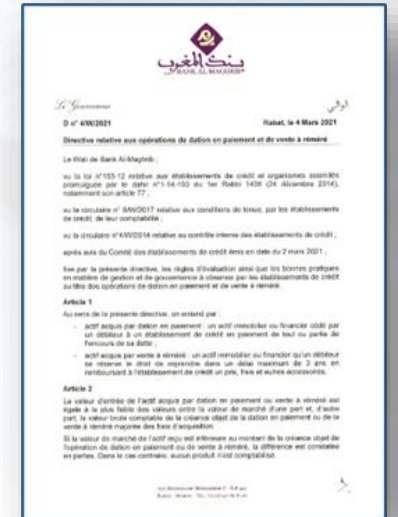 بنك المغرب
BANK AL-MAGHRIB
Le Gouverneur
D n° 4/W/2021 Rabat, le 4 Mars 2021
Directive relative aux opérations de dation en paiement et de vente à réméré
Le Wali de Bank Al-Maghrib ;
vu la loi n°103-12 relative aux établissements de crédit et organismes assimilés
promulguée par le dahir n°1-14-193 du 1er Rabii I 1436 (24 décembre 2014),
notamment son article 77 ;
vu la circulaire n° 8/W/2017 relative aux conditions de tenue, par les établissements
de crédit, de leur comptabilité ;
vu la circulaire n°4/W/2014 relative au contrôle interne des établissements de crédit ;
après avis du Comité des établissements de crédit émis en date du 2 mars 2021 ;
fixe par la présente directive, les règles d'évaluation ainsi que les bonnes pratiques
en matière de gestion et de gouvernance à observer par les établissements de crédit
au titre des opérations de dation en paiement et de vente à réméré.
Article 1
Au sens de la présente directive, on entend par :
- actif acquis par dation en paiement : un actif immobilier ou financier cédé par
un débiteur à un établissement de crédit en paiement de tout ou partie de
l'encours de sa dette ;
- actif acquis par vente à réméré : un actif immobilier ou financier qu'un débiteur
se réserve le droit de reprendre dans un délai maximum de 3 ans en
remboursant à l'établissement de crédit un prix, frais et autres accessoires.
Article 2
La valeur d'entrée de l'actif acquis par dation en paiement ou vente à réméré est
égale à la plus faible des valeurs entre la valeur de marché d'une part et, d'autre
part, la valeur brute comptable de la créance objet de la dation en paiement ou de la
vente à réméré majorée des frais d'acquisition.
Si la valeur de marché de l'actif reçu est inférieure au montant de la créance objet de
l'opération de dation en paiement ou de vente à réméré, la différence est constatée
en pertes. Dans le cas contraire, aucun produit n'est comptabilisé.